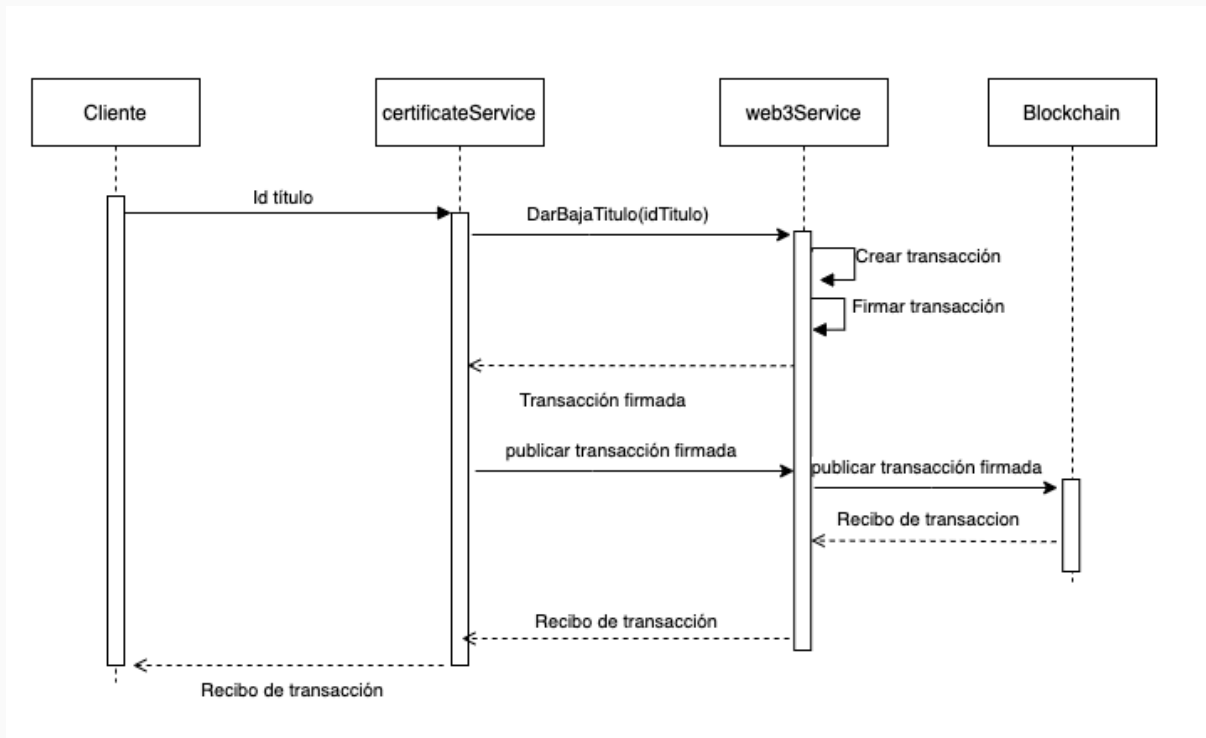 Cliente
certificateService
web3Service
Blockchain
Id título
DarBajaTitulo(idTitulo)
Crear transacción
Firmar transacción
Transacción firmada
publicar transacción firmada
publicar transacción firmada
Recibo de transaccion
Recibo de transacción
Recibo de transacción